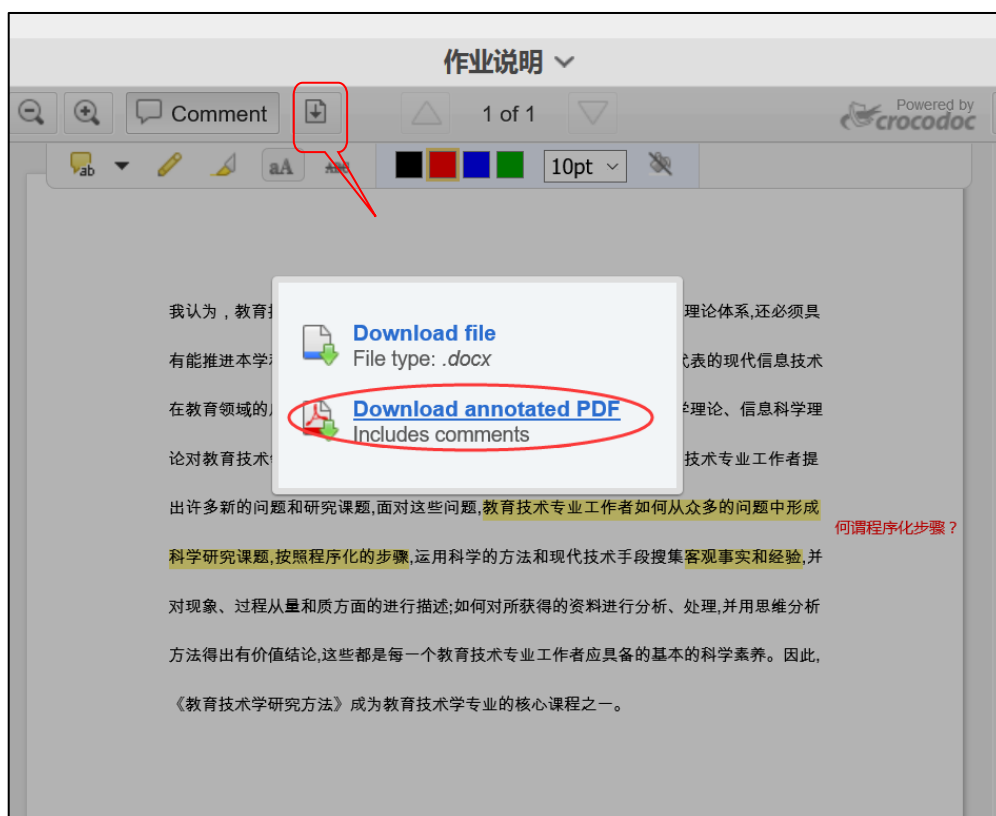 作业说明
Comment
1 of 1
Powered by
crocodoc
ab
aA
Abc
10pt
我认为，教育 理论体系,还必须具
Download file
File type: .docx
有能推进本学 代表的现代信息技术
Download annotated PDF
Includes comments
在教育领域的 学理论、信息科学理
论对教育技术 技术专业工作者提
出许多新的问题和研究课题,面对这些问题,教育技术专业工作者如何从众多的问题中形成
何谓程序化步骤？
科学研究课题,按照程序化的步骤,运用科学的方法和现代技术手段搜集客观事实和经验,并
对现象、过程从量和质方面的进行描述;如何对所获得的资料进行分析、处理,并用思维分析
方法得出有价值结论,这些都是每一个教育技术专业工作者应具备的基本的科学素养。因此,
《教育技术学研究方法》成为教育技术学专业的核心课程之一。